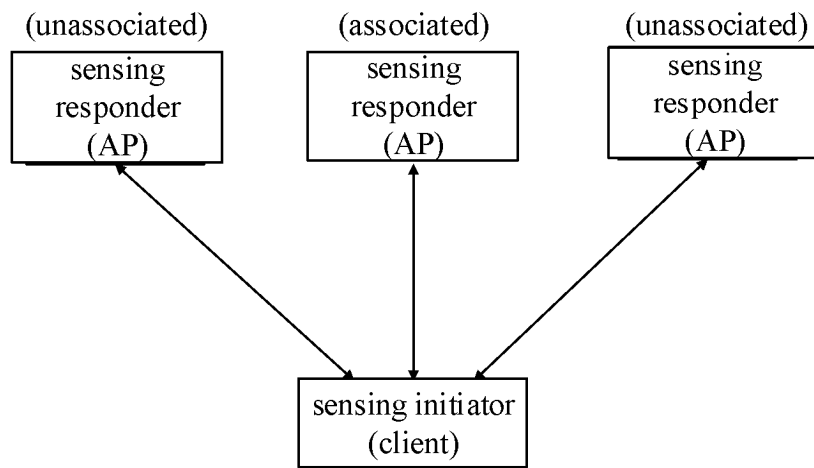 (unassociated)
(associated)
(unassociated)
sensing
responder
(AP)
sensing
responder
(AP)
sensing
responder
(AP)
sensing initiator
(client)